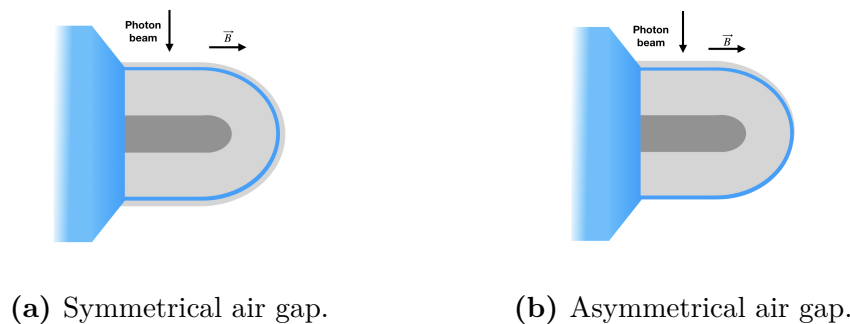 Photon
beam
B
Photon
beam
B
(a) Symmetrical air gap.
(b) Asymmetrical air gap.